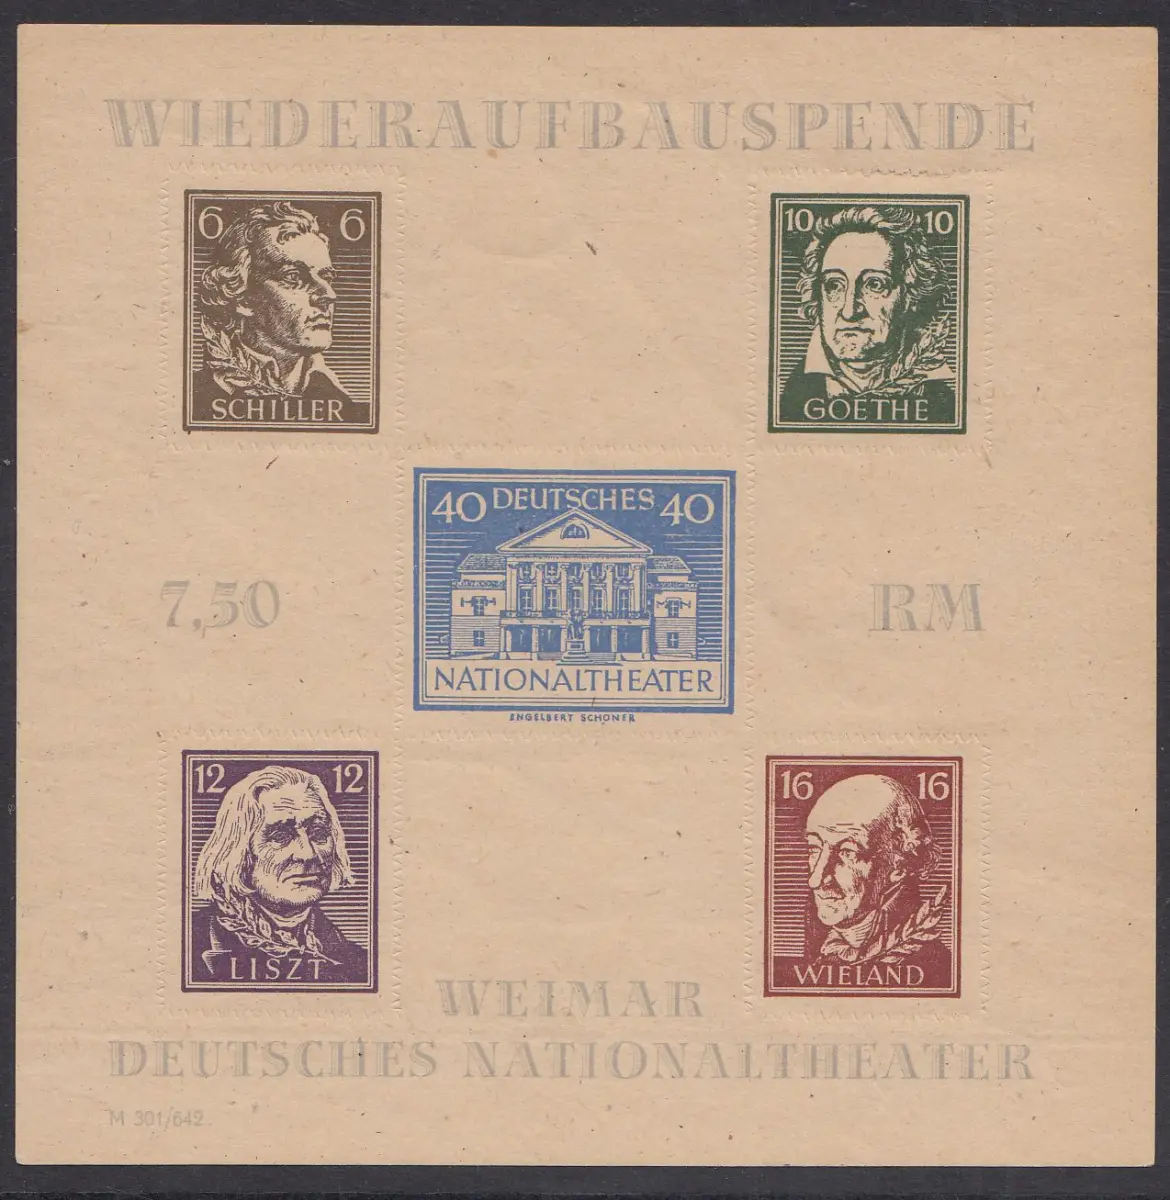 WIEDERAUFBAUSPENDE
6 6
SCHILLER
10 10
GOETHE
40 DEUTSCHES 40
NATIONALTHEATER
ENGELBERT SCHONER
7,50 RM
12 12
LISZT
16 16
WIELAND
WEIMAR
DEUTSCHES NATIONALTHEATER
M 301/642